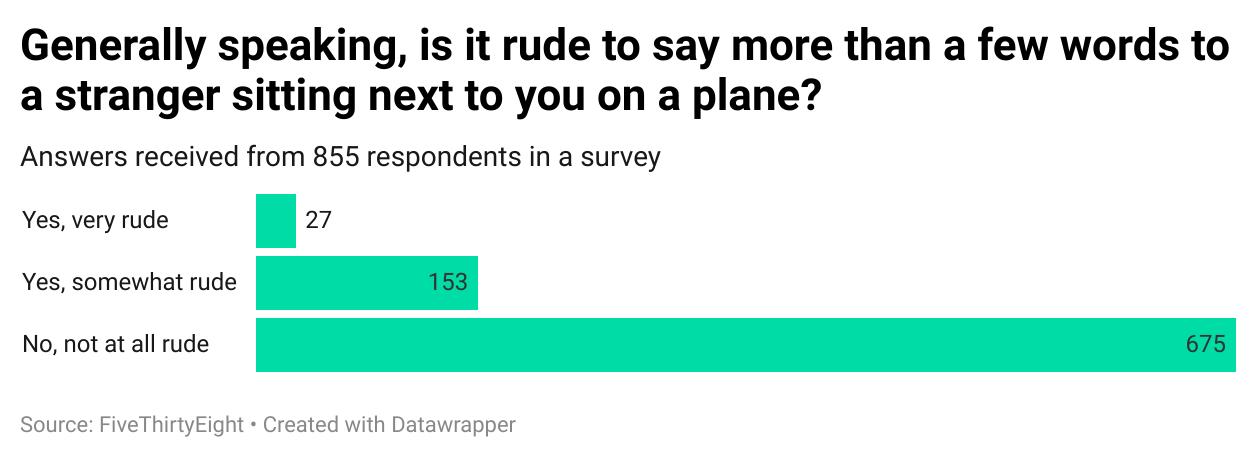 Generally speaking, is it rude to say more than a few words to
a stranger sitting next to you on a plane?
Answers received from 855 respondents in a survey
Yes, very rude 27
Yes, somewhat rude 153
No, not at all rude 675
Source: FiveThirtyEight • Created with Datawrapper